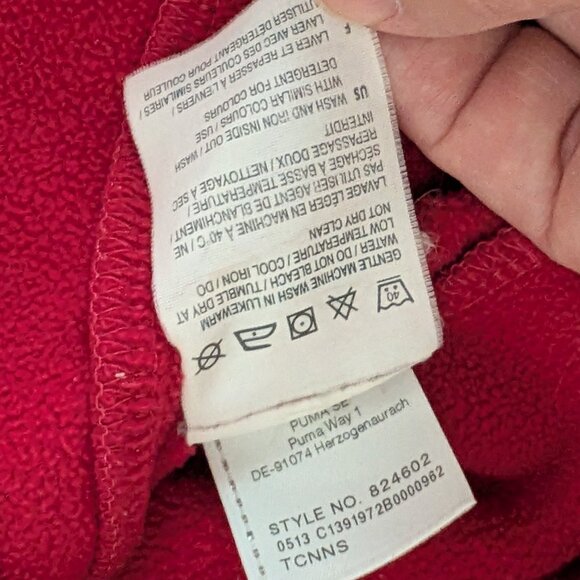 40
GENTLE MACHINE WASH IN LUKEWARM
WATER / DO NOT BLEACH / TUMBLE DRY AT
LOW TEMPERATURE / COOL IRON / DO
NOT DRY CLEAN
LAVAGE LÉGER EN MACHINE À 40°C / NE
PAS UTILISER AGENT DE BLANCHIMENT /
SÉCHAGE À BASSE TEMPÉRATURE /
REPASSAGE DOUX / NETTOYAGE À SEC
INTERDIT
US WASH AND IRON INSIDE OUT / WASH
WITH SIMILAR COLOURS / USE
DETERGENT FOR COLOURS
F LAVER ET REPASSER À L'ENVERS /
LAVER AVEC DES COULEURS SIMILAIRES /
UTILISER DETERGENT POUR COULEUR
PUMA SE
Puma Way 1
DE-91074 Herzogenaurach
STYLE NO. 824602
0513 C1391972B0000962
TCNNS